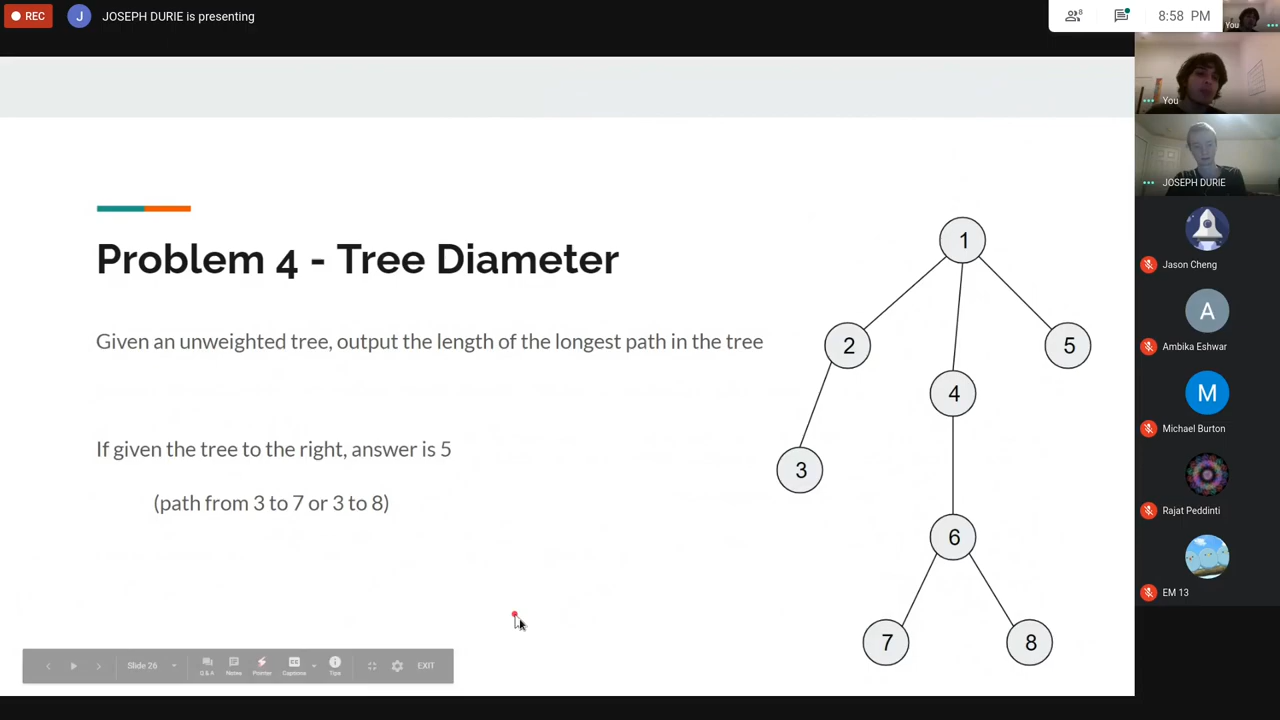 REC
J
JOSEPH DURIE is presenting
8
8:58 PM
You
You
JOSEPH DURIE
Jason Cheng
A
Ambika Eshwar
M
Michael Burton
Rajat Peddinti
EM 13
Problem 4 - Tree Diameter
Given an unweighted tree, output the length of the longest path in the tree
If given the tree to the right, answer is 5
(path from 3 to 7 or 3 to 8)
1
2
5
4
3
6
7
8
Slide 26
Q & A
Notes
Pointer
Captions
Tips
EXIT